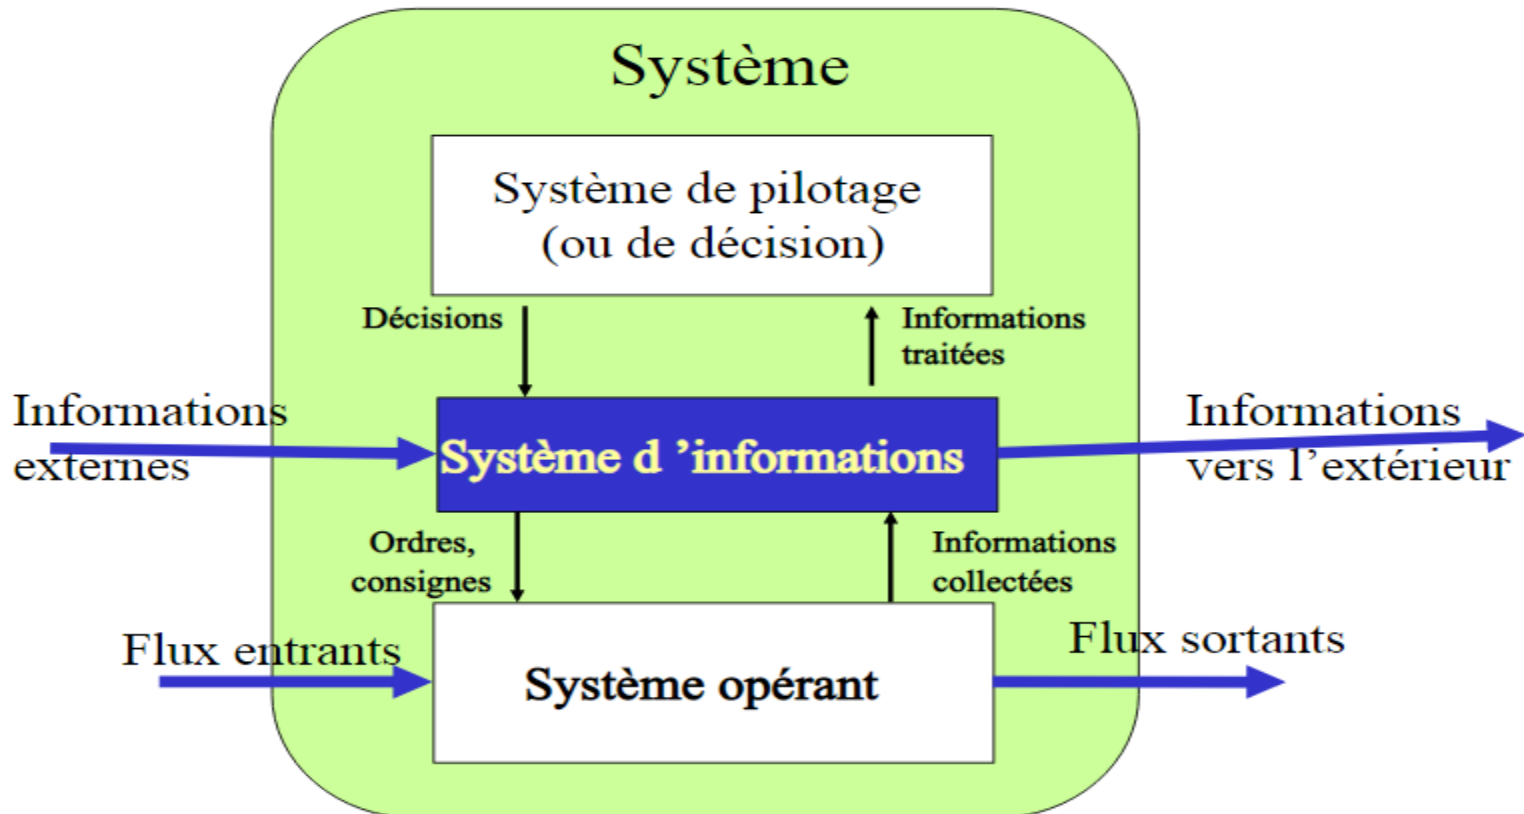 Système
Système de pilotage
(ou de décision)
Décisions
Informations
traitées
Informations
externes
Système d ’informations
Informations
vers l’extérieur
Ordres,
consignes
Informations
collectées
Flux entrants
Système opérant
Flux sortants